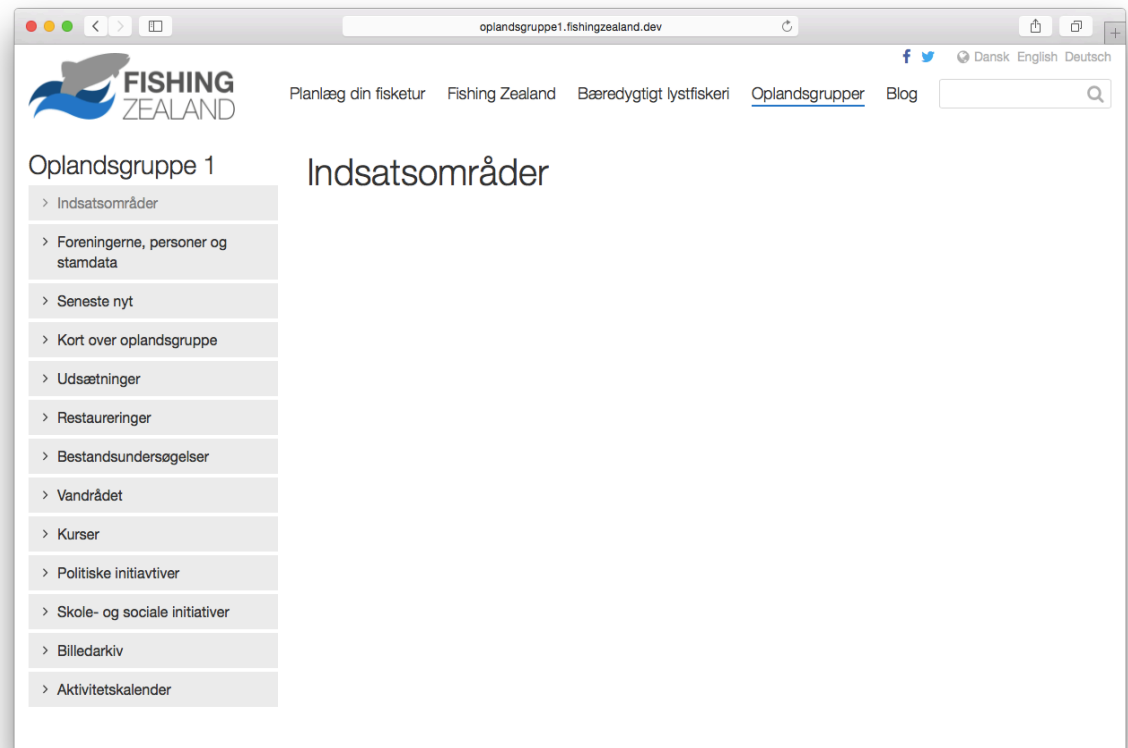 oplandsgruppe1.fishingzealand.dev
Dansk English Deutsch
FISHING
ZEALAND
Planlæg din fisketur Fishing Zealand Bæredygtigt lystfiskeri Oplandsgrupper Blog
Oplandsgruppe 1
Indsatsområder
Indsatsområder
Foreningerne, personer og
stamdata
Seneste nyt
Kort over oplandsgruppe
Udsætninger
Restaureringer
Bestandsundersøgelser
Vandrådet
Kurser
Politiske initiavtiver
Skole- og sociale initiativer
Billedarkiv
Aktivitetskalender